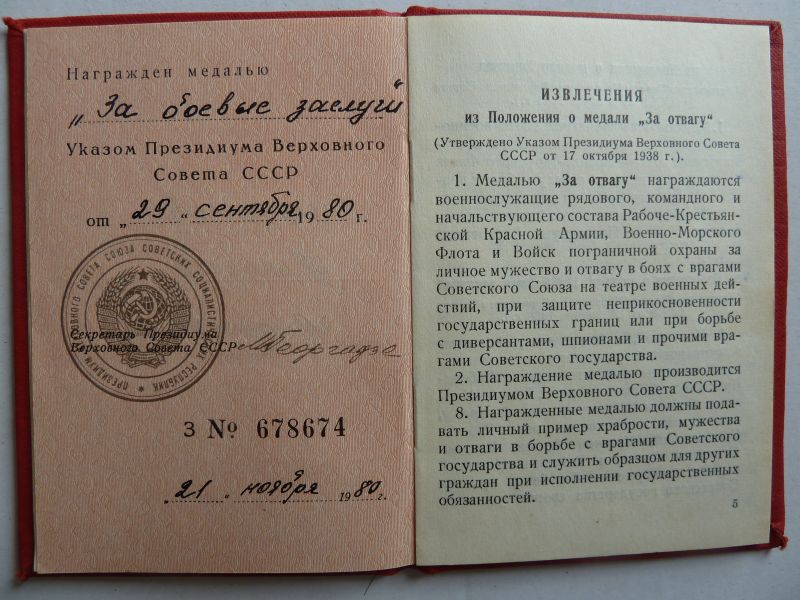 Награжден медалью
„За боевые заслуги“
Указом Президиума Верховного
Совета СССР
от „29“ сентября 1980 г.
Секретарь Президиума
Верховного Совета СССР М. Георгадзе
З № 678674
„21“ ноября 1980 г.
ИЗВЛЕЧЕНИЯ
из Положения о медали „За отвагу“
(Утверждено Указом Президиума Верховного Совета
СССР от 17 октября 1938 г.).
1. Медалью „За отвагу“ награждаются
военнослужащие рядового, командного и
начальствующего состава Рабоче-Крестьян-
ской Красной Армии, Военно-Морского
Флота и Войск пограничной охраны за
личное мужество и отвагу в боях с врагами
Советского Союза на театре военных дей-
ствий, при защите неприкосновенности
государственных границ или при борьбе
с диверсантами, шпионами и прочими вра-
гами Советского государства.
2. Награждение медалью производится
Президиумом Верховного Совета СССР.
8. Награжденные медалью должны пода-
вать личный пример храбрости, мужества
и отваги в борьбе с врагами Советского
государства и служить образцом для других
граждан при исполнении государственных
обязанностей.
5